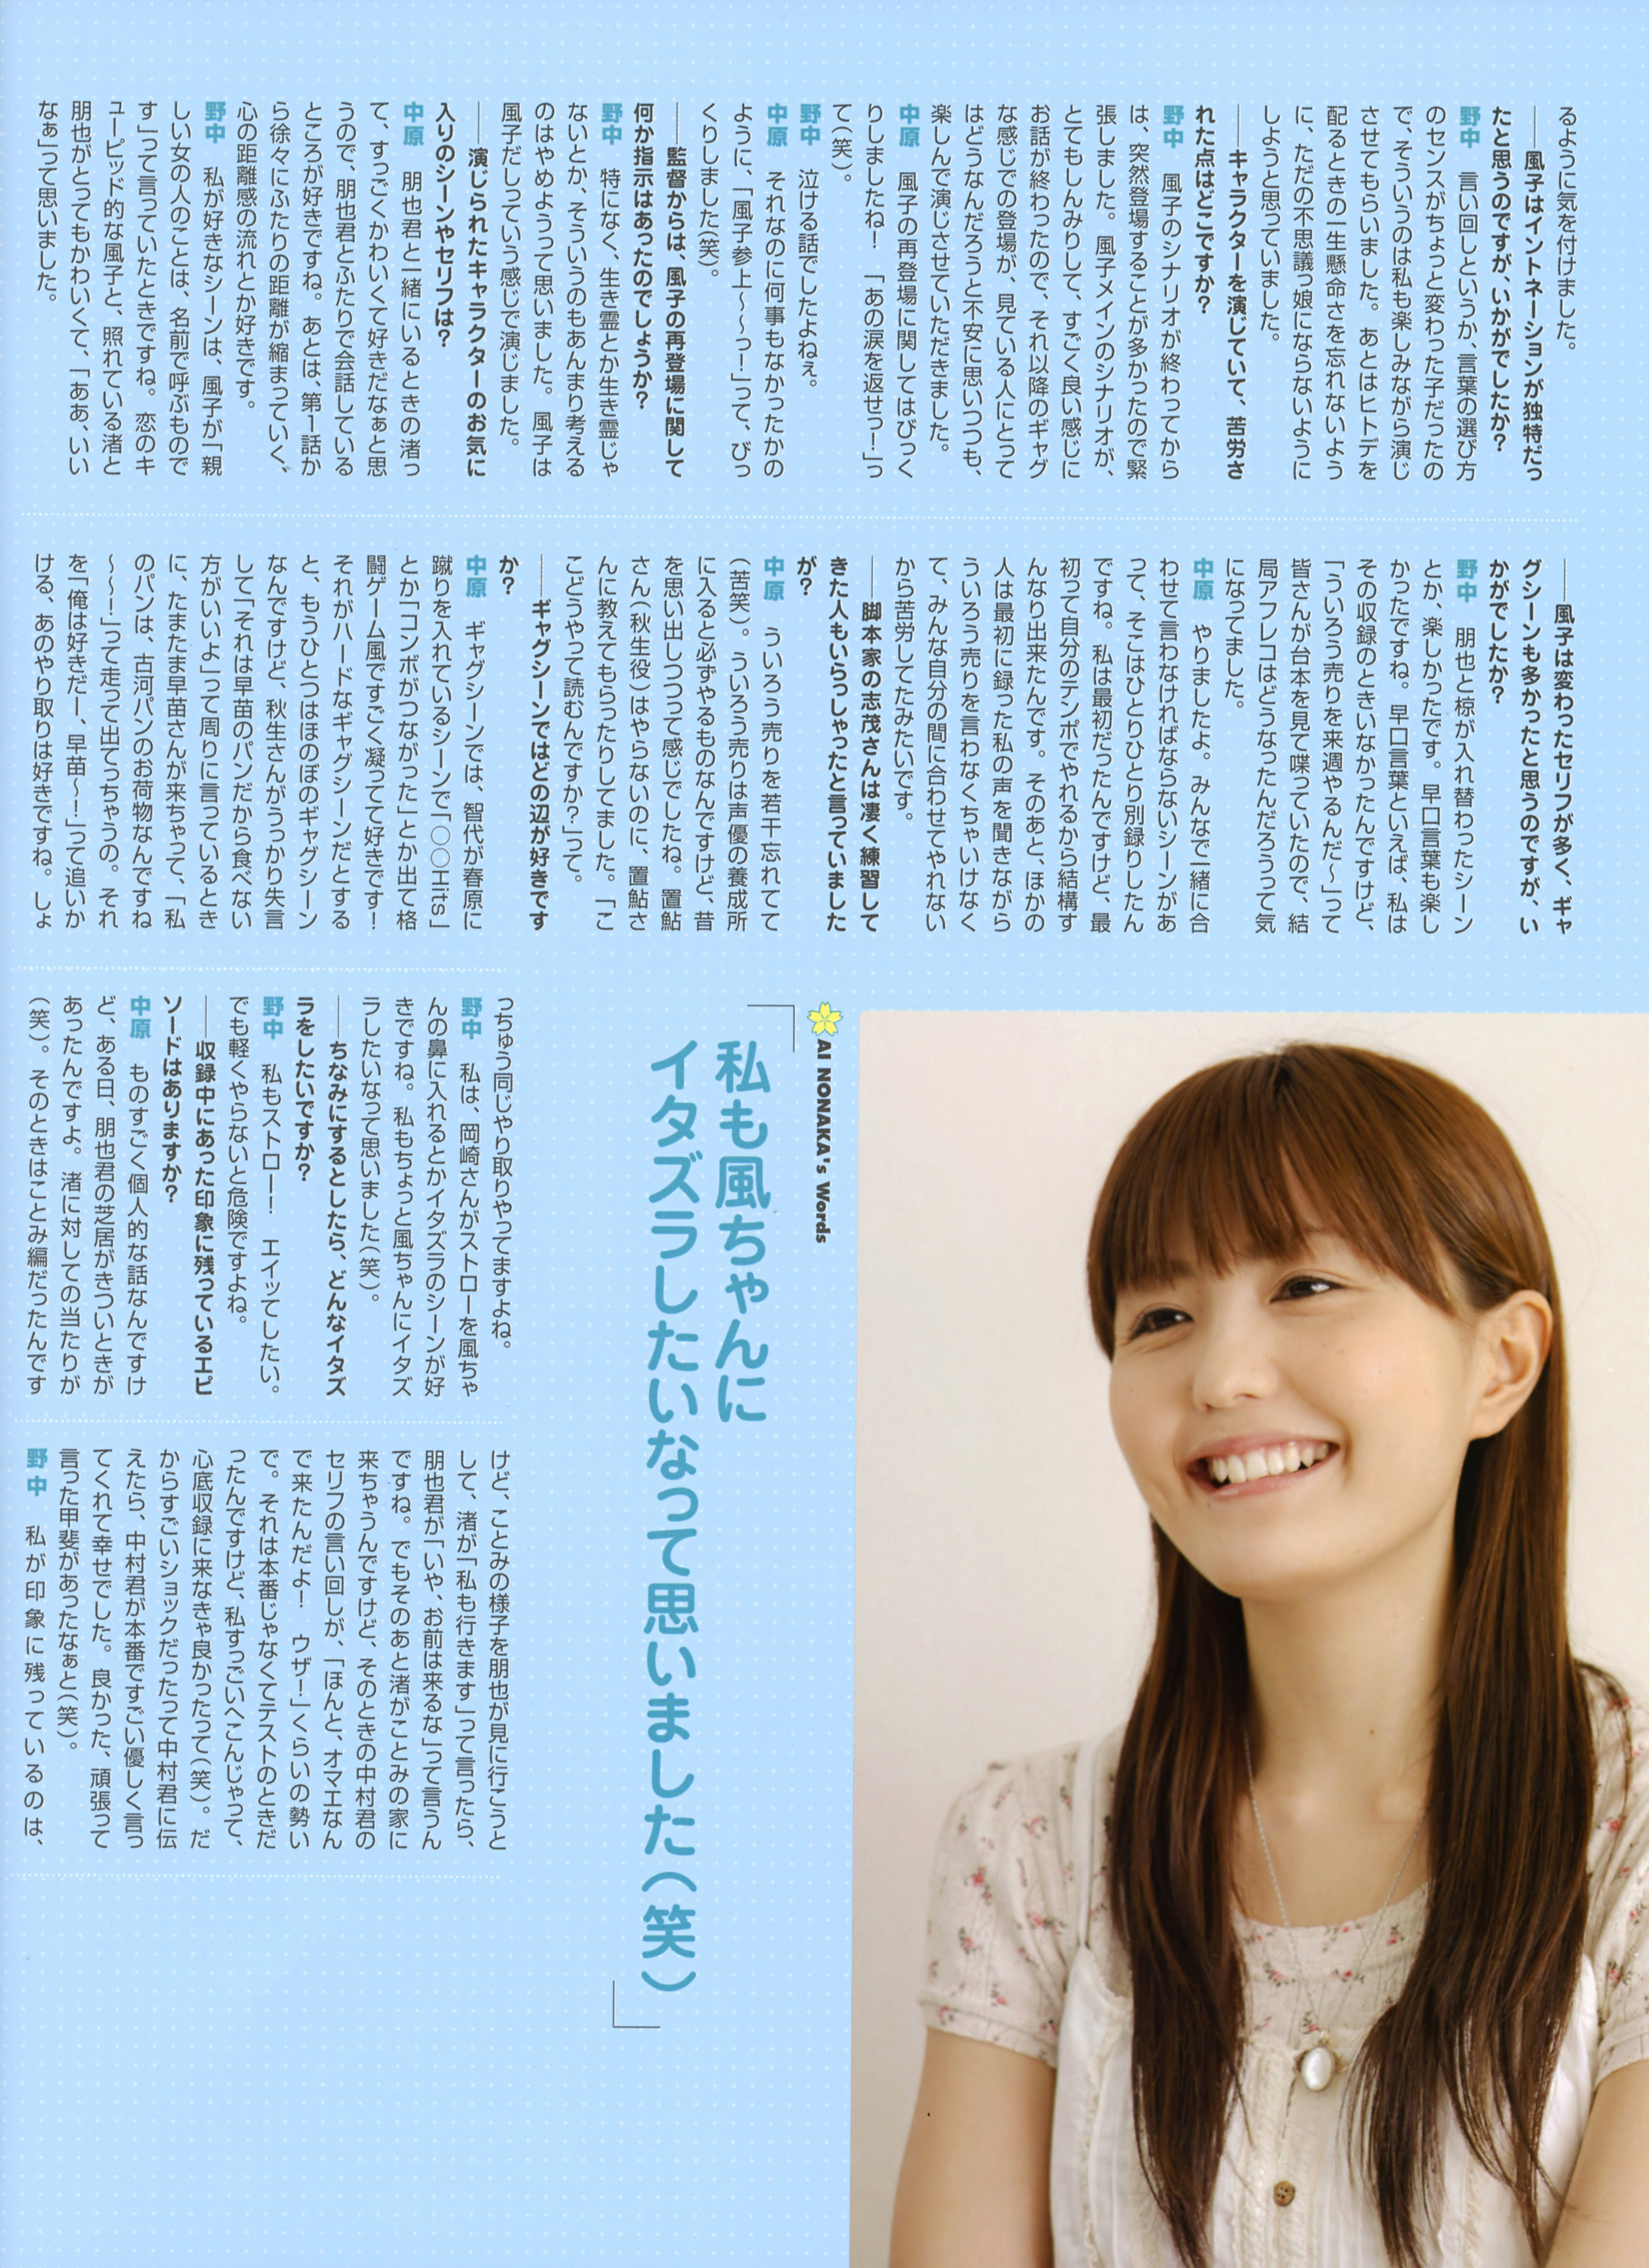 るように気を付けました。
――風子はイントネーションが独特だっ
たと思うのですが、いかがでしたか?
野中　言い回しというか、言葉の選び方
のセンスがちょっと変わった子だったの
で、そういうのは私も楽しみながら演じ
させてもらいました。あとはヒトデを
配るときの一生懸命さを忘れないよう
に、ただの不思議っ娘にならないように
しようと思っていました。
――キャラクターを演じていて、苦労さ
れた点はどこですか?
野中　風子のシナリオが終わってから
は、突然登場することが多かったので緊
張しました。風子メインのシナリオが、
とてもしんみりして、すごく良い感じに
お話が終わったので、それ以降のギャグ
な感じでの登場が、見ている人にとって
はどうなんだろうと不安に思いつつも、
楽しんで演じさせていただきました。
中原　風子の再登場に関してはびっく
りしましたね!　「あの涙を返せっ!」っ
て(笑)。
野中　泣ける話でしたよねぇ。
中原　それなのに何事もなかったかの
ように、「風子参上～～っ!」って、びっ
くりしました(笑)。
――監督からは、風子の再登場に関して
何か指示はあったのでしょうか?
野中　特になく、生き霊とか生き霊じゃ
ないとか、そういうのもあんまり考える
のはやめようって思いました。風子は
風子だしっていう感じで演じました。
――演じられたキャラクターのお気に
入りのシーンやセリフは?
中原　朋也君と一緒にいるときの渚っ
て、すっごくかわいくて好きだなぁと思
うので、朋也君とふたりで会話している
ところが好きですね。あとは、第1話か
ら徐々にふたりの距離が縮まっていく、
心の距離感の流れとか好きです。
野中　私が好きなシーンは、風子が「親
しい女の人のことは、名前で呼ぶもので
す」って言っていたときですね。恋のキ
ューピッド的な風子と、照れている渚と
朋也がとってもかわいくて、「ああ、いい
なぁ」って思いました。
――風子は変わったセリフが多く、ギャ
グシーンも多かったと思うのですが、い
かがでしたか?
野中　朋也と椋が入れ替わったシーン
とか、楽しかったです。早口言葉も楽し
かったですね。早口言葉といえば、私は
その収録のときいなかったんですけど、
「ういろう売りを来週やるんだ～」って
皆さんが台本を見て喋っていたので、結
局アフレコはどうなったんだろうって気
になってました。
中原　やりましたよ。みんなで一緒に合
わせて言わなければならないシーンがあ
って、そこはひとりひとり別録りしたん
ですね。私は最初だったんですけど、最
初って自分のテンポでやれるから結構す
んなり出来たんです。そのあと、ほかの
人は最初に録った私の声を聞きながら
ういろう売りを言わなくちゃいけなく
て、みんな自分の間に合わせてやれない
から苦労してたみたいです。
――脚本家の志茂さんは凄く練習して
きた人もいらっしゃったと言っていました
が?
中原　ういろう売りを若干忘れてて
(苦笑)。ういろう売りは声優の養成所
に入ると必ずやるものなんですけど、昔
を思い出しつつって感じでしたね。置鮎
さん(秋生役)はやらないのに、置鮎さ
んに教えてもらったりしてました。「こ
こどうやって読むんですか?」って。
――ギャグシーンではどの辺が好きです
か?
中原　ギャグシーンでは、智代が春原に
蹴りを入れているシーンで「○○Hits」
とか「コンボがつながった」とか出て格
闘ゲーム風ですごく凝ってて好きです!
それがハードなギャグシーンだとする
と、もうひとつはほのぼのギャグシーン
なんですけど、秋生さんがうっかり失言
して「それは早苗のパンだから食べない
方がいいよ」って周りに言っているとき
に、たまたま早苗さんが来ちゃって、「私
のパンは、古河パンのお荷物なんですね
～～!」って走って出てっちゃうの。それ
を「俺は好きだー、早苗～!」って追いか
ける、あのやり取りは好きですね。しょ
AI NONAKA's Words
「私も風ちゃんに
イタズラしたいなって思いました(笑)」
っちゅう同じやり取りやってますよね。
野中　私は、岡崎さんがストローを風ちゃ
んの鼻に入れるとかイタズラのシーンが好
きですね。私もちょっと風ちゃんにイタズ
ラしたいなって思いました(笑)。
――ちなみにするとしたら、どんなイタズ
ラをしたいですか?
野中　私もストロー!　エイッてしたい。
でも軽くやらないと危険ですよね。
――収録中にあった印象に残っているエピ
ソードはありますか?
中原　ものすごく個人的な話なんですけ
ど、ある日、朋也君の芝居がきついときが
あったんですよ。渚に対しての当たりが
(笑)。そのときはことみ編だったんです
けど、ことみの様子を朋也が見に行こうと
して、渚が「私も行きます」って言ったら、
朋也君が「いや、お前は来るな」って言うん
ですね。でもそのあと渚がことみの家に
来ちゃうんですけど、そのときの中村君の
セリフの言い回しが、「ほんと、オマエなん
で来たんだよ!　ウザ!」くらいの勢い
で。それは本番じゃなくてテストのときだ
ったんですけど、私すっごいへこんじゃって、
心底収録に来なきゃ良かったって(笑)。だ
からすごいショックだったって中村君に伝
えたら、中村君が本番ですごい優しく言っ
てくれて幸せでした。良かった、頑張って
言った甲斐があったなぁと(笑)。
野中　私が印象に残っているのは、